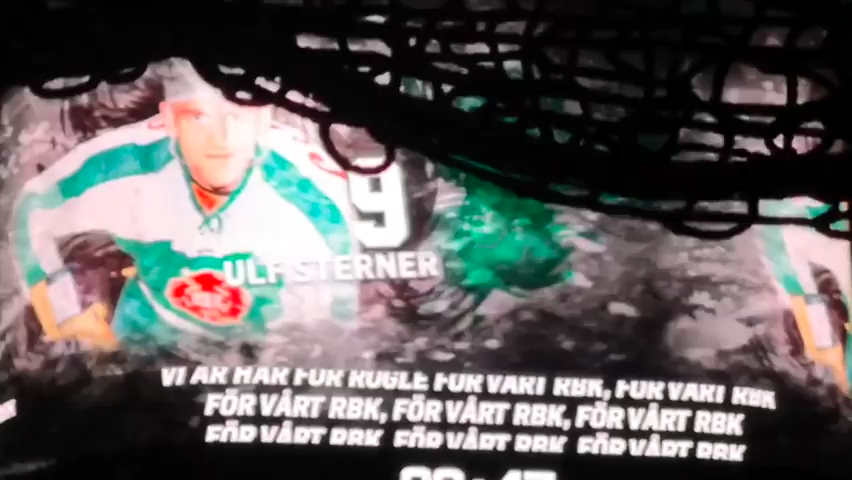 9
ULF STERNER
VI ÄR HÄR FÖR RÖGLE FÖR VÅRT RBK, FÖR VÅRT RBK
FÖR VÅRT RBK, FÖR VÅRT RBK, FÖR VÅRT RBK
FÖR VÅRT RBK, FÖR VÅRT RBK, FÖR VÅRT RBK